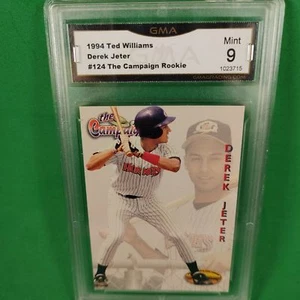 GMA
1994 Ted Williams
Derek Jeter
#124 The Campaign Rookie
Mint
9
1023715
the
Campaign
DEREK JETER